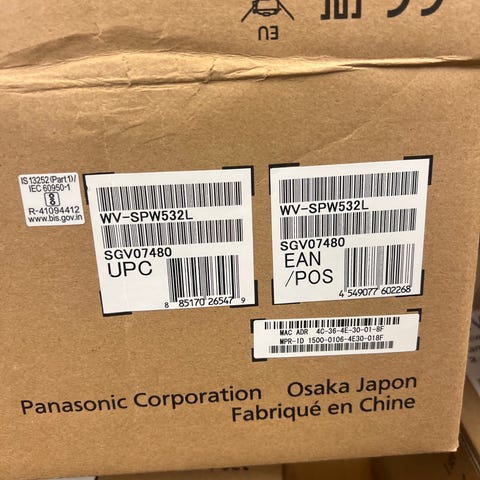 EU
IS 13252 (Part 1)/
IEC 60950-1
R-41094412
www.bis.gov.in
WV-SPW532L
SGV07480
UPC
8 85170 26547 9
WV-SPW532L
SGV07480
EAN
/POS
4 549077 602268
MAC ADR 4C-36-4E-30-01-8F
MPR-ID 1500-0106-4E30-018F
Panasonic Corporation Osaka Japon
Fabriqué en Chine